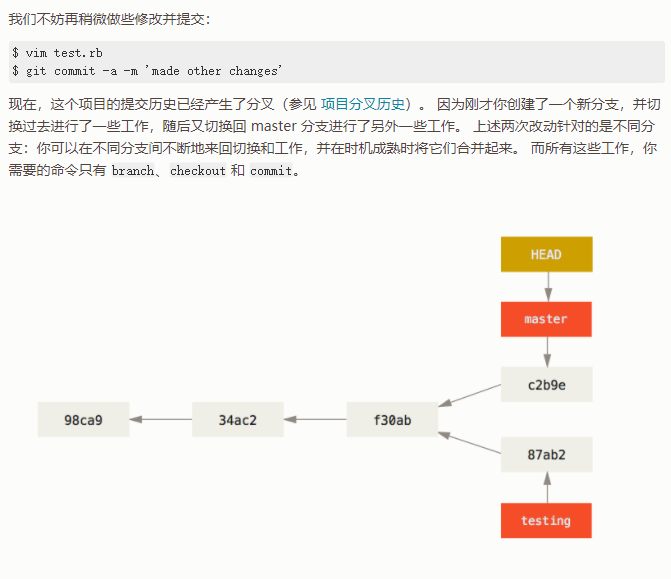 我们不妨再稍微做些修改并提交：
$ vim test.rb
$ git commit -a -m 'made other changes'
现在，这个项目的提交历史已经产生了分叉（参见 项目分叉历史）。 因为刚才你创建了一个新分支，并切
换过去进行了一些工作，随后又切换回 master 分支进行了另外一些工作。 上述两次改动针对的是不同分
支：你可以在不同分支间不断地来回切换和工作，并在时机成熟时将它们合并起来。 而所有这些工作，你
需要的命令只有 branch、checkout 和 commit。
HEAD
master
c2b9e
98ca9
34ac2
f30ab
87ab2
testing